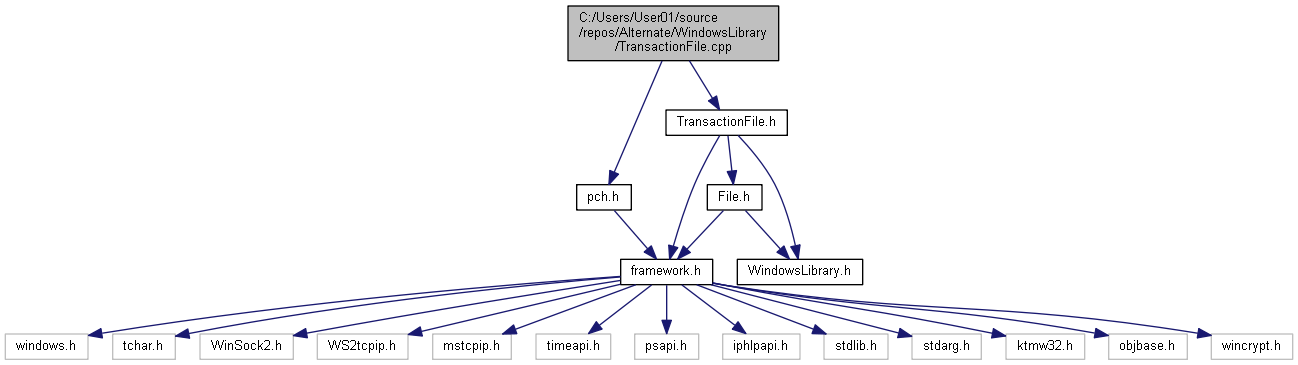 C:/Users/User01/source
/repos/Alternate/WindowsLibrary
/TransactionFile.cpp
TransactionFile.h
pch.h
File.h
framework.h
WindowsLibrary.h
windows.h
tchar.h
WinSock2.h
WS2tcpip.h
mstcpip.h
timeapi.h
psapi.h
iphlpapi.h
stdlib.h
stdarg.h
ktmw32.h
objbase.h
wincrypt.h